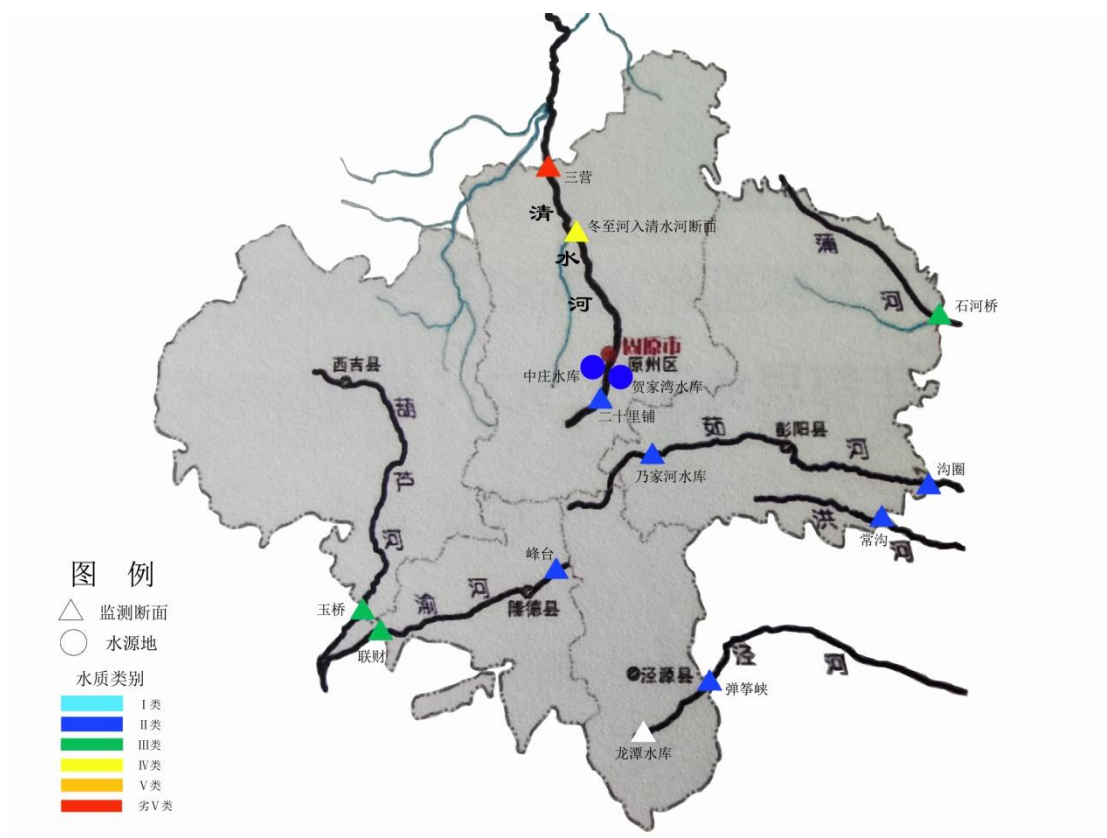 三营
清
冬至河入清水河断面
水
蒲
河
河
石河桥
固原市
原州区
西吉县
中庄水库
贺家湾水库
葫
二十里铺
茹
彭阳县
河
芦
乃家河水库
沟圈
洪
常沟
河
河
峰台
图 例
河
监测断面
玉桥
渝
隆德县
水源地
联财
泾
河
水质类别
泾源县
弹筝峡
I类
II类
龙潭水库
III类
IV类
V类
劣V类